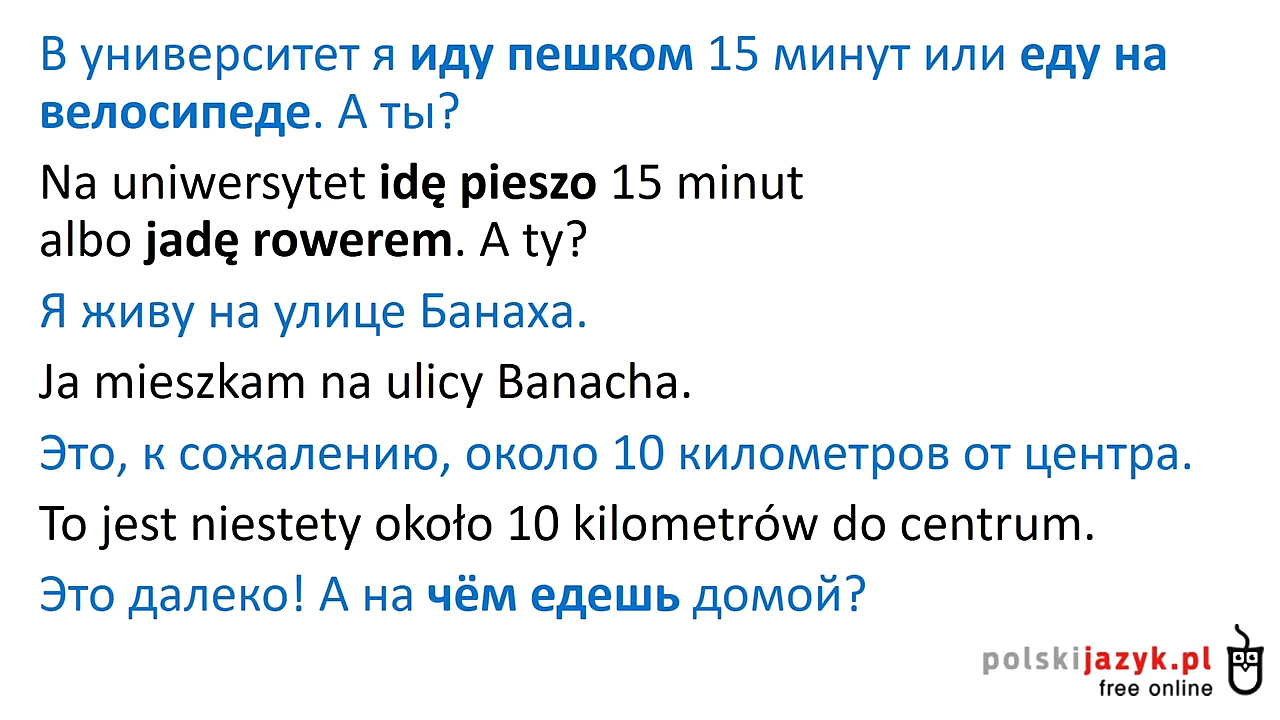 В университет я иду пешком 15 минут или еду на
велосипеде. А ты?
Na uniwersytet idę pieszo 15 minut
albo jadę rowerem. A ty?
Я живу на улице Банаха.
Ja mieszkam na ulicy Banacha.
Это, к сожалению, около 10 километров от центра.
To jest niestety około 10 kilometrów do centrum.
Это далеко! А на чём едешь домой?
polskijazyk.pl
free online